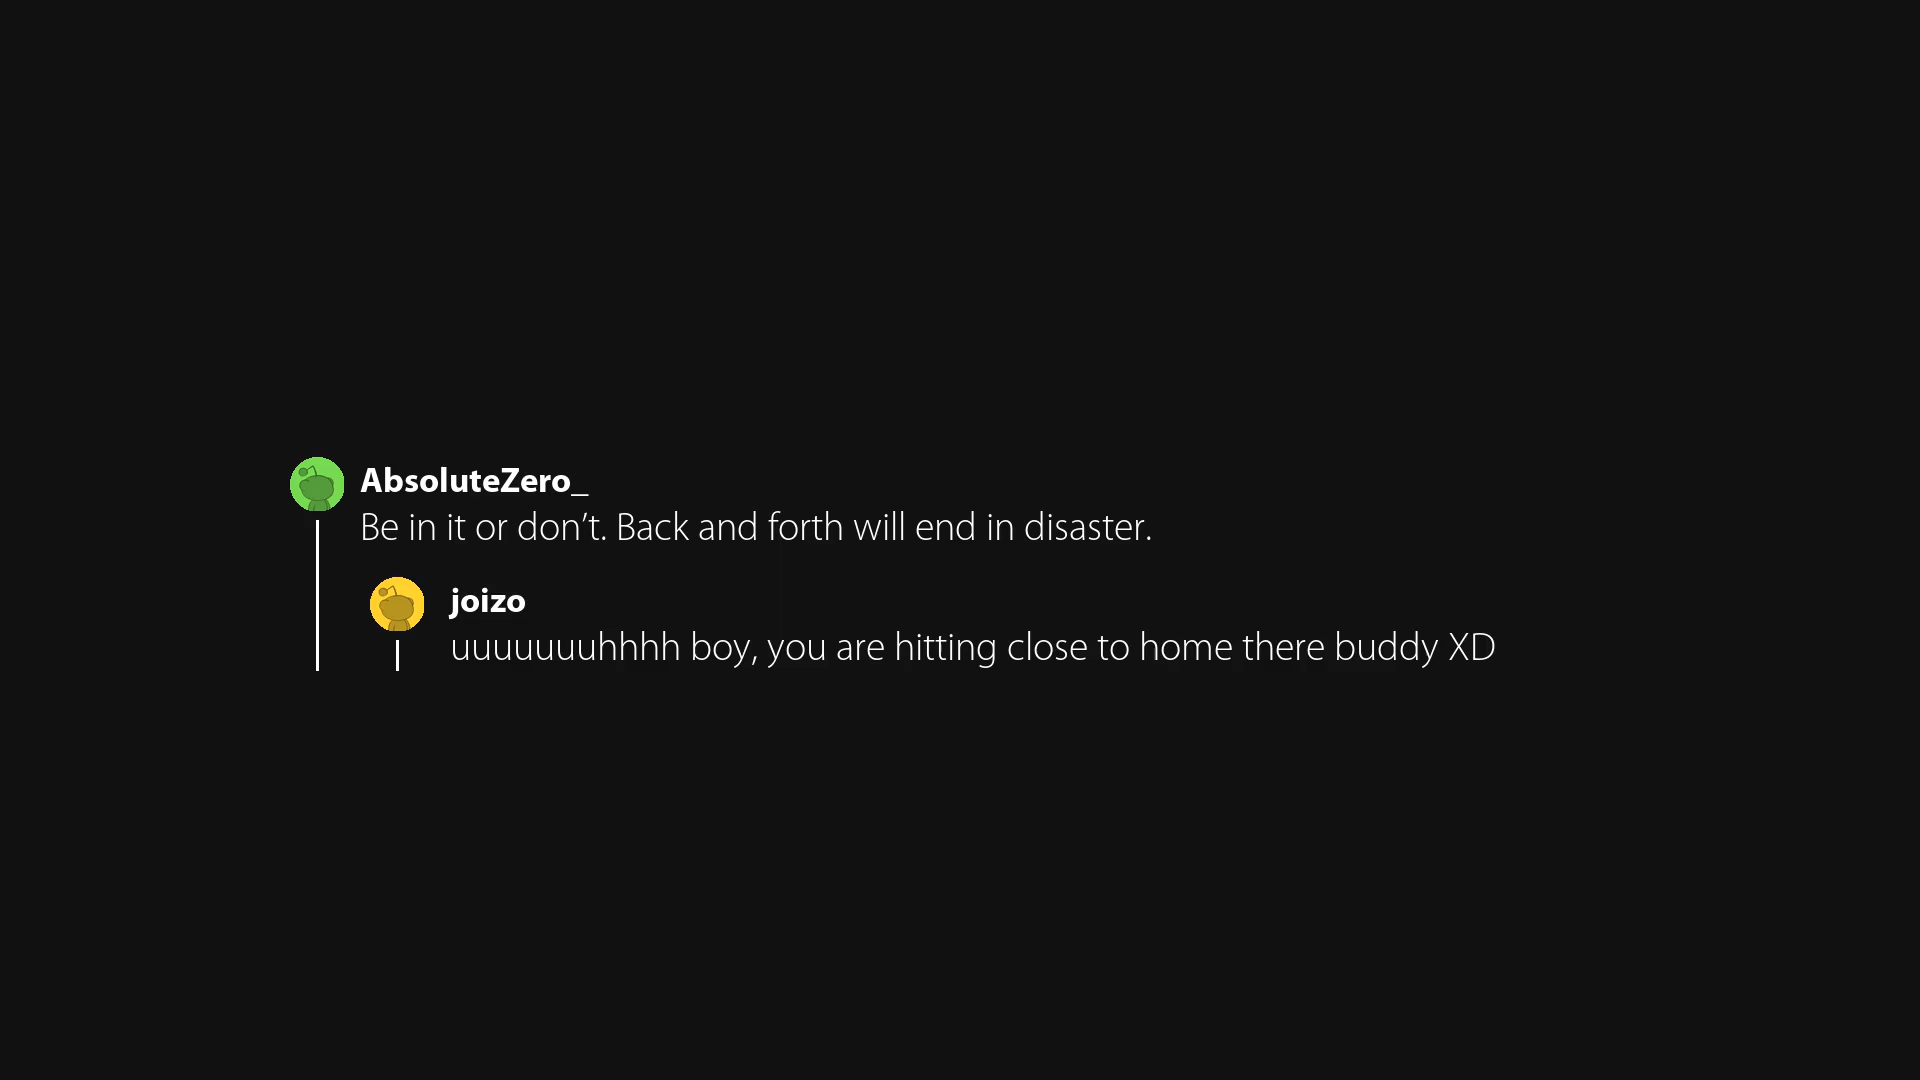 AbsoluteZero_
Be in it or don’t. Back and forth will end in disaster.
joizo
uuuuuuuhhhh boy, you are hitting close to home there buddy XD